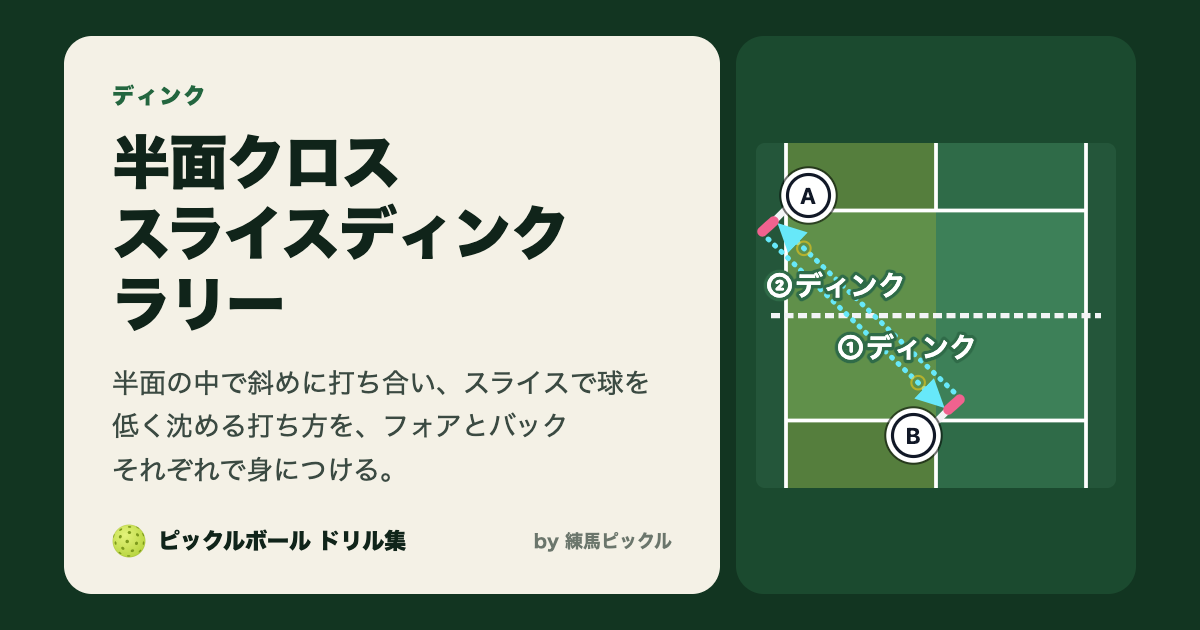 ディンク
半面クロス
スライスディンク
ラリー
半面の中で斜めに打ち合い、スライスで球を
低く沈める打ち方を、フォアとバック
それぞれで身につける。
ピックルボール ドリル集
by 練馬ピックル
A
②ディンク
①ディンク
B